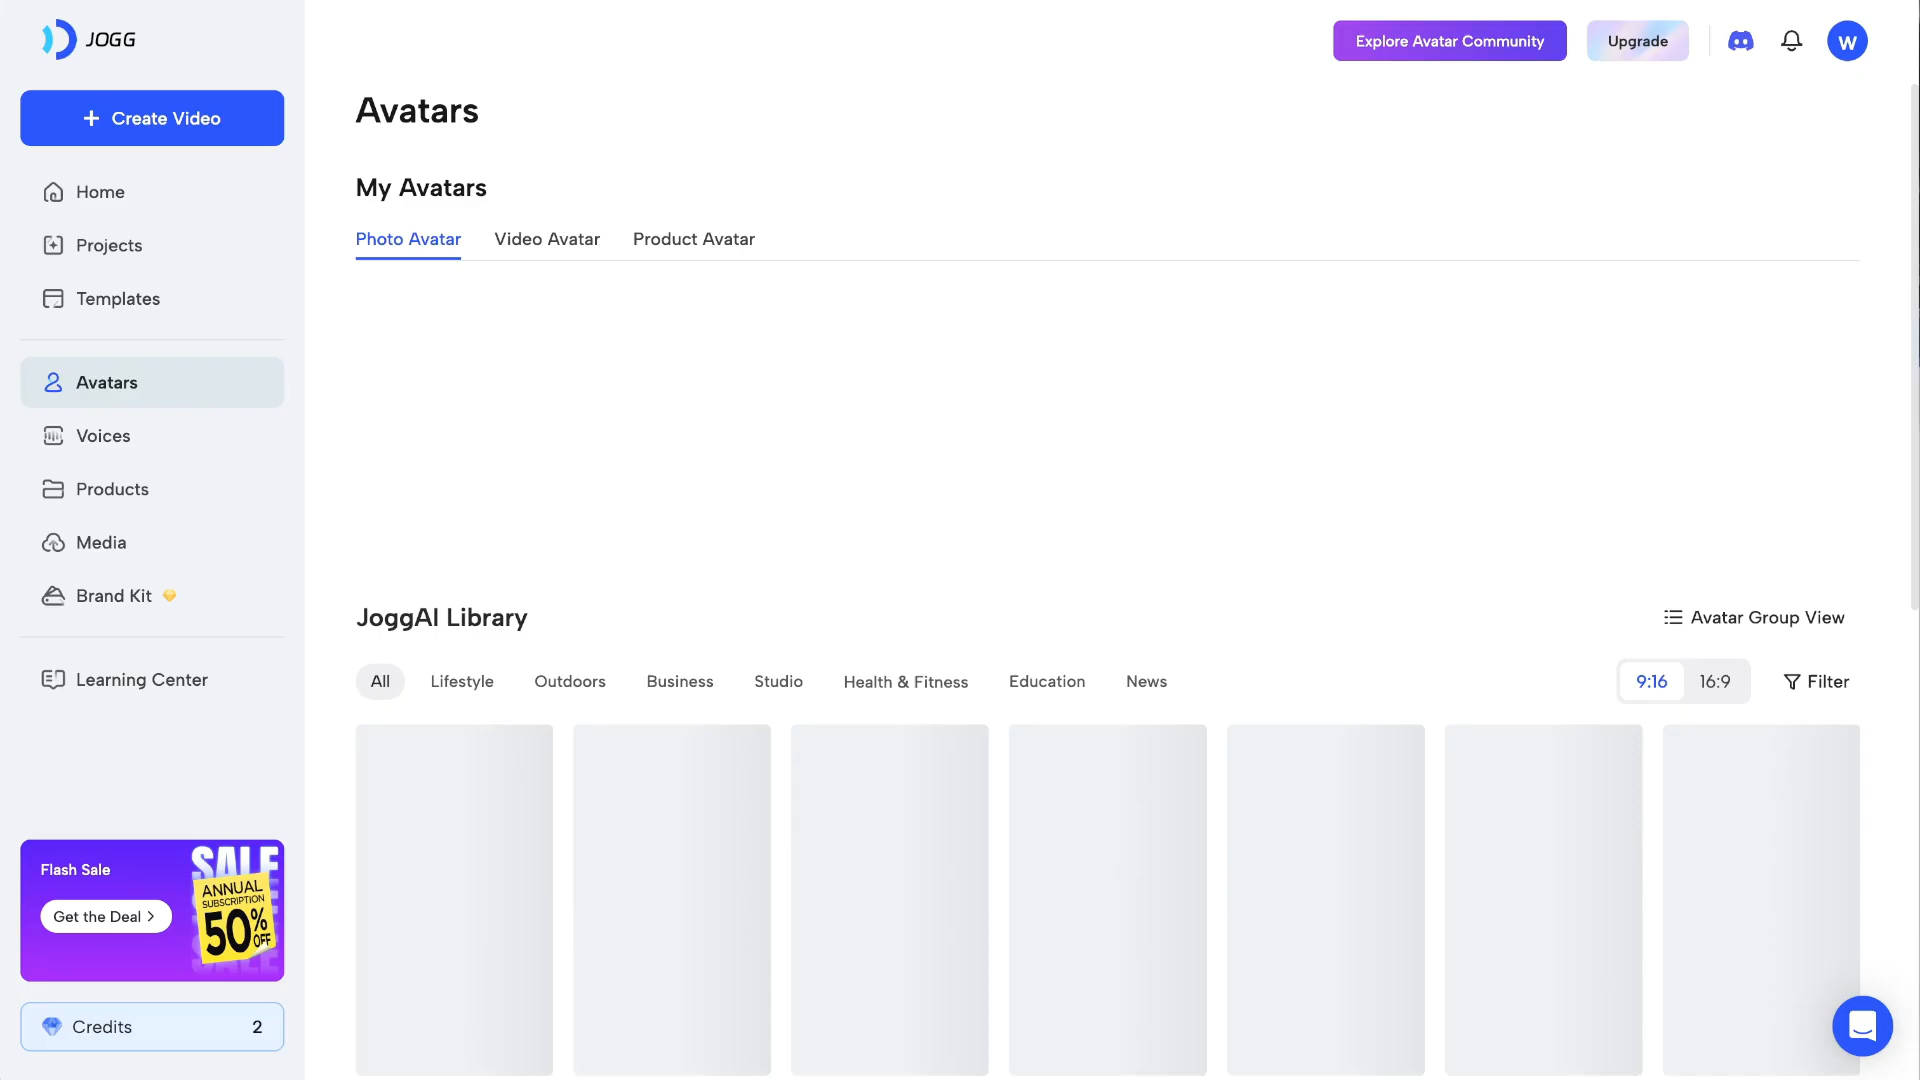 JOGG
Explore Avatar Community
Upgrade
W
Create Video
Home
Projects
Templates
Avatars
Voices
Products
Media
Brand Kit
Learning Center
Flash Sale
Get the Deal
SALE
ANNUAL
SUBSCRIPTION
50% OFF
SALE
Credits 2
Avatars
My Avatars
Photo Avatar Video Avatar Product Avatar
JoggAI Library
Avatar Group View
All Lifestyle Outdoors Business Studio Health & Fitness Education News
9:16 16:9 Filter